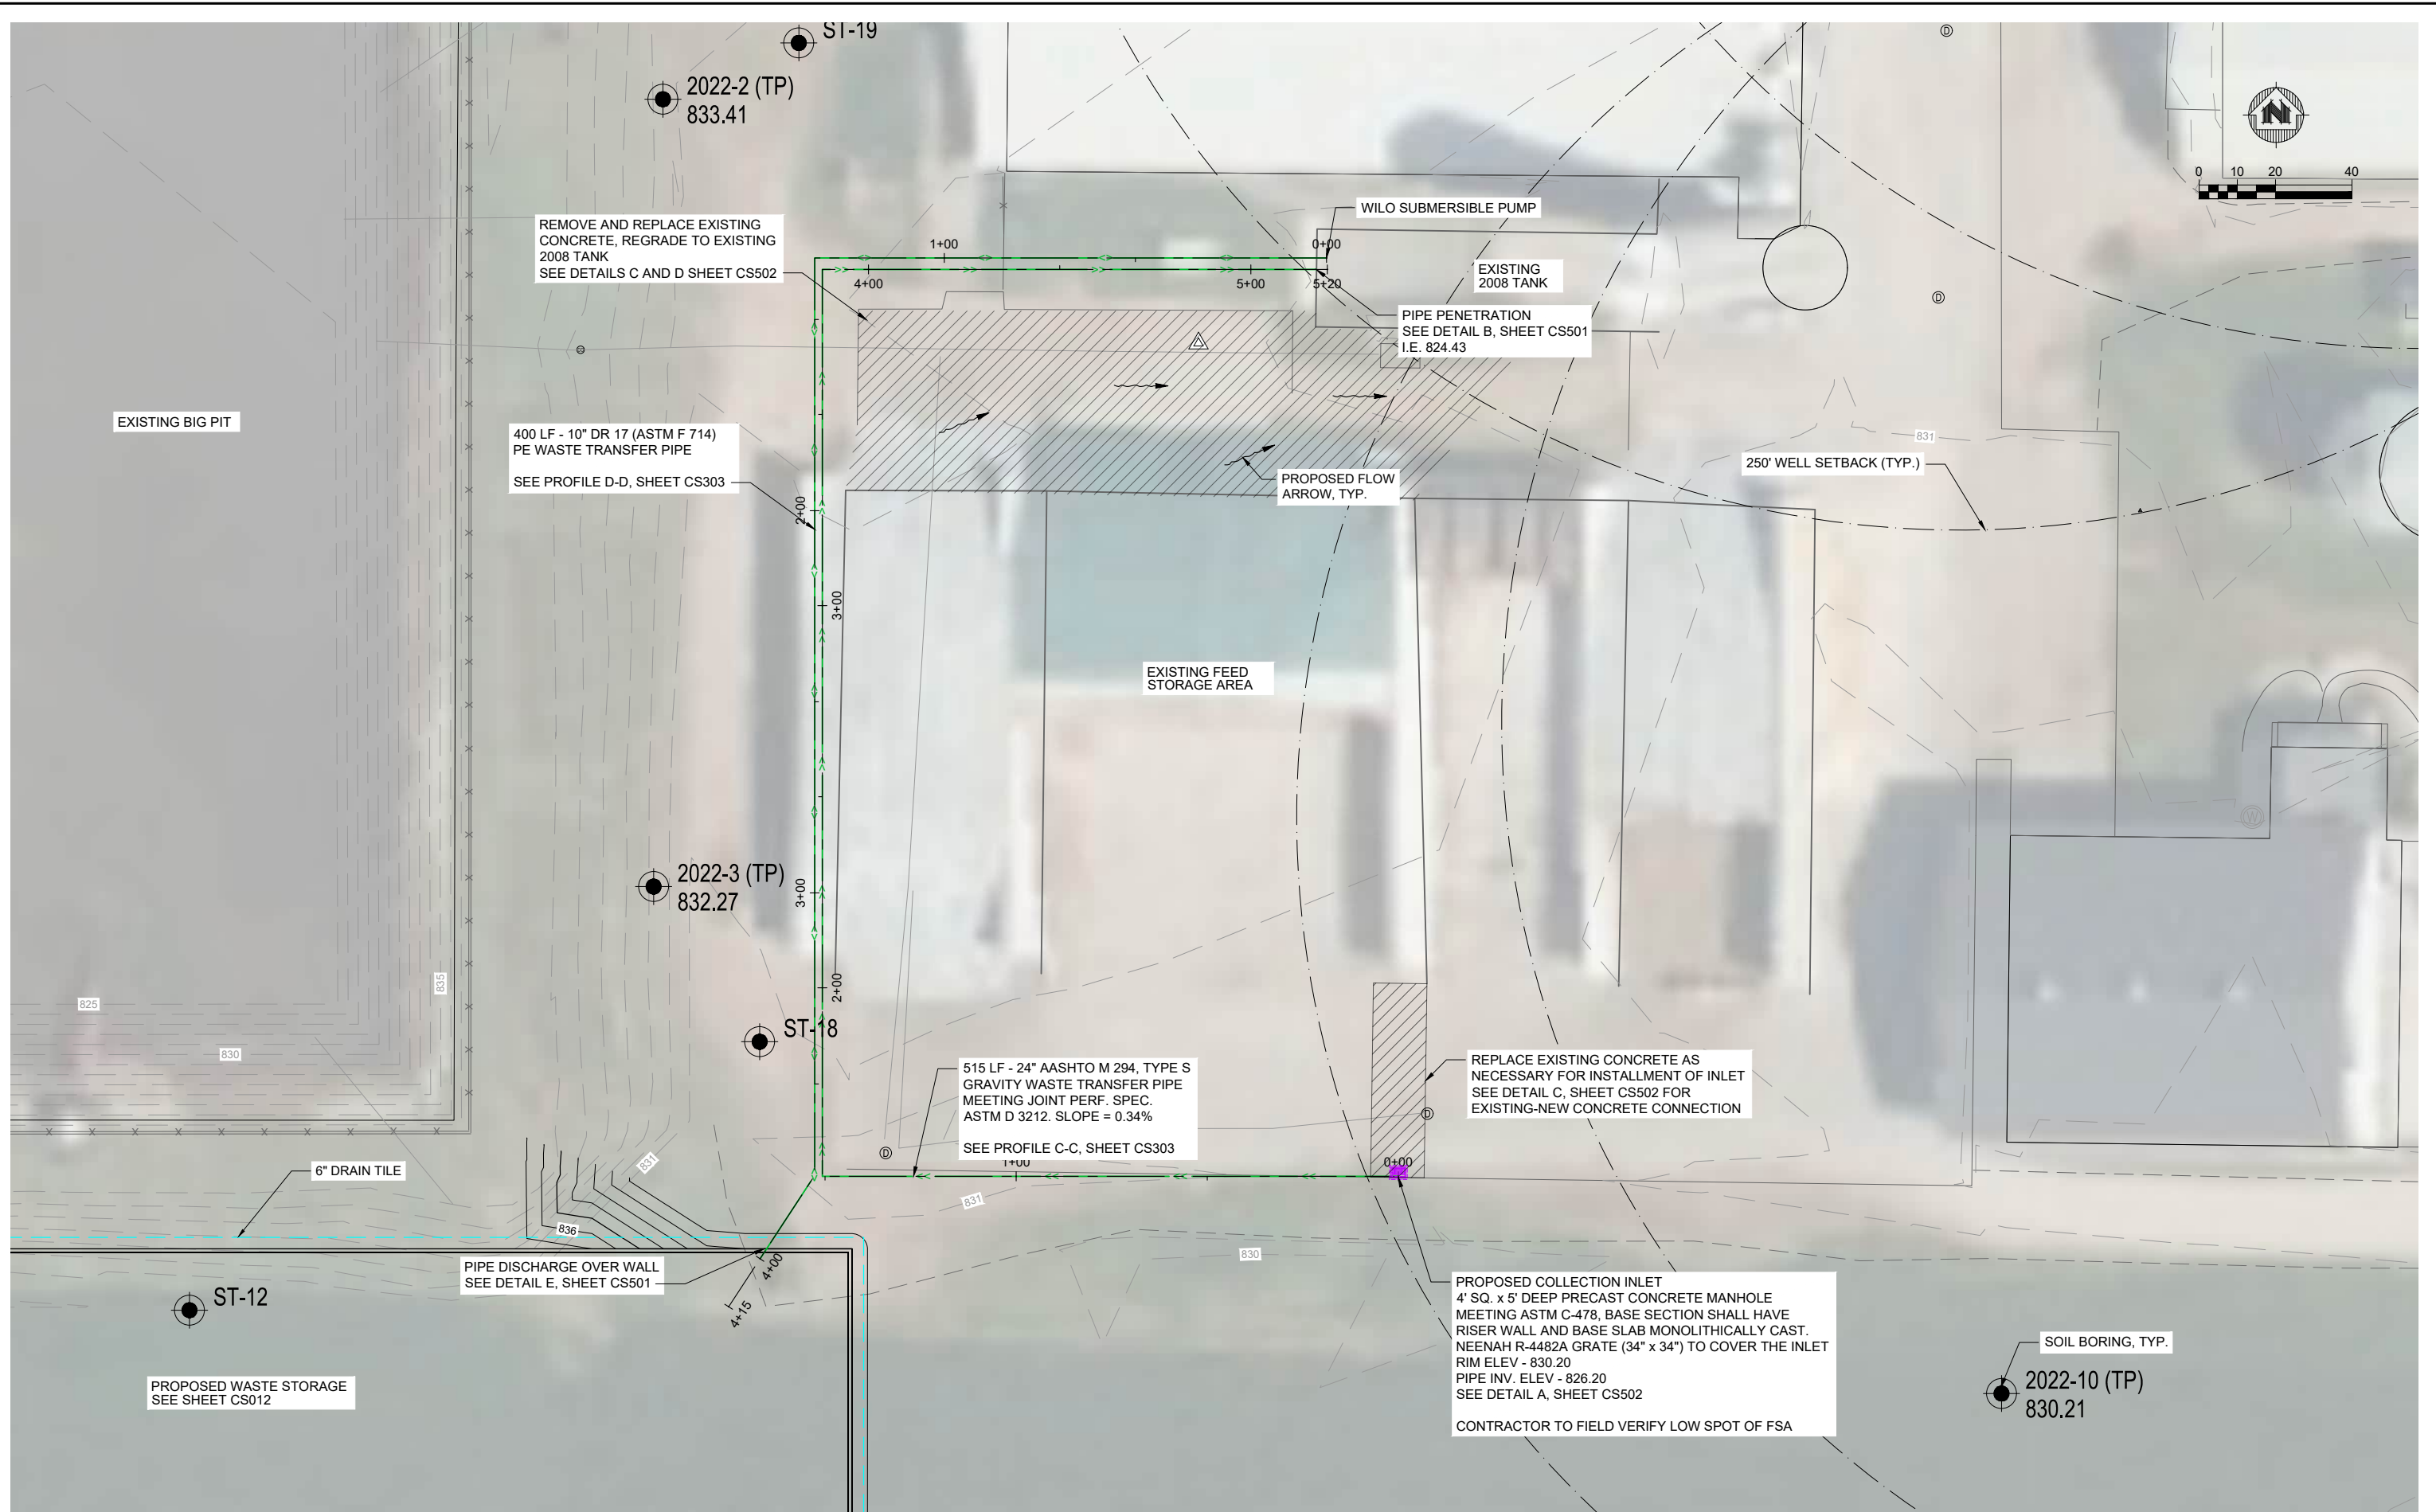 ST-19
2022-2 (TP)
833.41
N
0 10 20 40
REMOVE AND REPLACE EXISTING
CONCRETE, REGRADE TO EXISTING
2008 TANK
SEE DETAILS C AND D SHEET CS502
WILO SUBMERSIBLE PUMP
1+00
0+00
4+00
5+00
5+20
EXISTING
2008 TANK
PIPE PENETRATION
SEE DETAIL B, SHEET CS501
I.E. 824.43
EXISTING BIG PIT
400 LF - 10" DR 17 (ASTM F 714)
PE WASTE TRANSFER PIPE
SEE PROFILE D-D, SHEET CS303
831
250' WELL SETBACK (TYP.)
PROPOSED FLOW
ARROW, TYP.
2+00
3+00
EXISTING FEED
STORAGE AREA
W
2022-3 (TP)
832.27
3+00
2+00
835
825
830
ST-18
515 LF - 24" AASHTO M 294, TYPE S
GRAVITY WASTE TRANSFER PIPE
MEETING JOINT PERF. SPEC.
ASTM D 3212. SLOPE = 0.34%
SEE PROFILE C-C, SHEET CS303
REPLACE EXISTING CONCRETE AS
NECESSARY FOR INSTALLMENT OF INLET
SEE DETAIL C, SHEET CS502 FOR
EXISTING-NEW CONCRETE CONNECTION
D
D
D
D
1+00
0+00
6" DRAIN TILE
831
831
836
830
PIPE DISCHARGE OVER WALL
SEE DETAIL E, SHEET CS501
4+00
4+15
ST-12
PROPOSED WASTE STORAGE
SEE SHEET CS012
PROPOSED COLLECTION INLET
4' SQ. x 5' DEEP PRECAST CONCRETE MANHOLE
MEETING ASTM C-478, BASE SECTION SHALL HAVE
RISER WALL AND BASE SLAB MONOLITHICALLY CAST.
NEENAH R-4482A GRATE (34" x 34") TO COVER THE INLET
RIM ELEV - 830.20
PIPE INV. ELEV - 826.20
SEE DETAIL A, SHEET CS502
CONTRACTOR TO FIELD VERIFY LOW SPOT OF FSA
SOIL BORING, TYP.
2022-10 (TP)
830.21